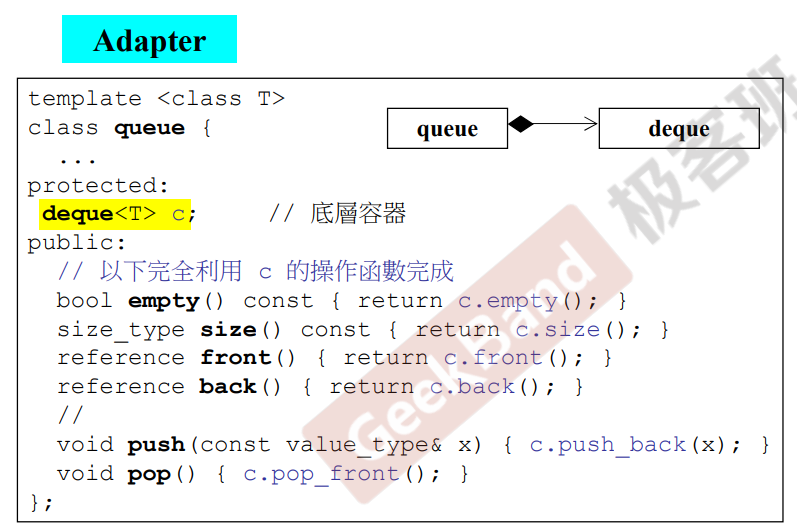 Adapter
template <class T>
class queue {
queue
deque
...
protected:
deque<T> c; // 底層容器
public:
// 以下完全利用 c 的操作函數完成
bool empty() const { return c.empty(); }
size_type size() const { return c.size(); }
reference front() { return c.front(); }
reference back() { return c.back(); }
//
void push(const value_type& x) { c.push_back(x); }
void pop() { c.pop_front(); }
};
GeekBand
极客班